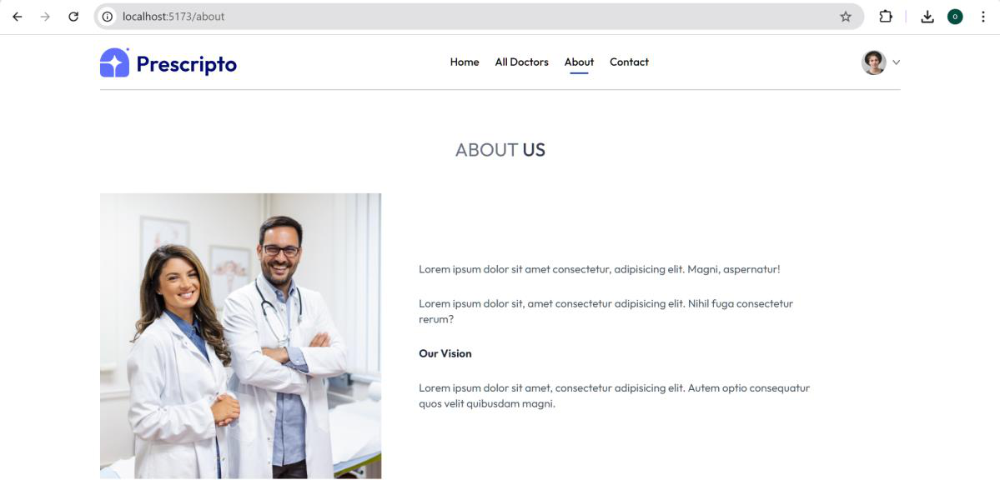 localhost:5173/about
O
Prescripto
Home All Doctors About Contact
ABOUT US
Lorem ipsum dolor sit amet consectetur, adipisicing elit. Magni, aspernatur!
Lorem ipsum dolor sit, amet consectetur adipisicing elit. Nihil fuga consectetur
rerum?
Our Vision
Lorem ipsum dolor sit amet, consectetur adipisicing elit. Autem optio consequatur
quos velit quibusdam magni.